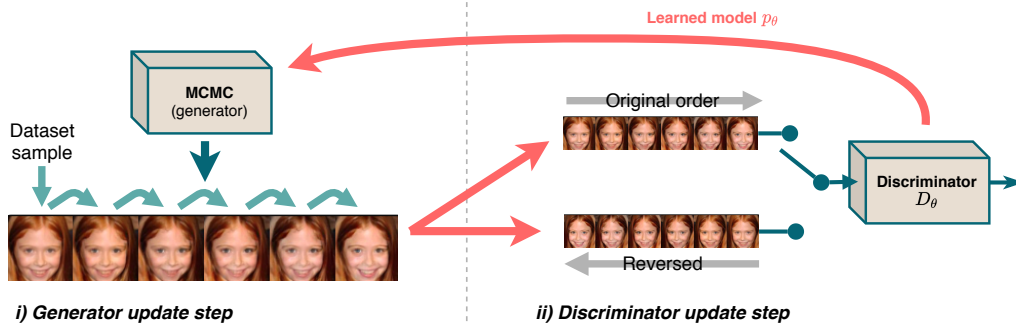 Learned model pθ
MCMC
(generator)
Dataset
sample
Original order
Discriminator
Dθ
Reversed
i) Generator update step
ii) Discriminator update step